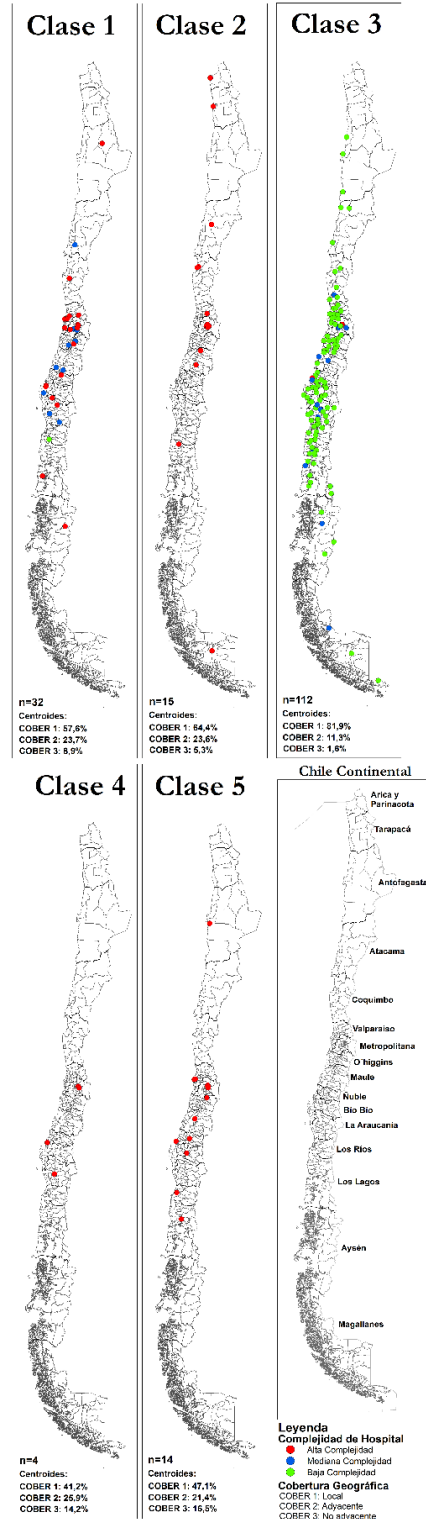 Clase 1
Clase 2
Clase 3
n=32
Centroides:
COBER 1: 57,6%
COBER 2: 23,7%
COBER 3: 8,9%
n=15
Centroides:
COBER 1: 64,4%
COBER 2: 23,6%
COBER 3: 5,3%
n=112
Centroides:
COBER 1: 81,9%
COBER 2: 11,3%
COBER 3: 1,6%
Clase 4
Clase 5
Chile Continental
Arica y
Parinacota
Tarapacá
Antofagasta
Atacama
Coquimbo
Valparaiso
Metropolitana
O'higgins
Maule
Ñuble
Bío Bío
La Araucanía
Los Ríos
Los Lagos
Aysén
Magallanes
n=4
Centroides:
COBER 1: 41,2%
COBER 2: 25,9%
COBER 3: 14,2%
n=14
Centroides:
COBER 1: 47,1%
COBER 2: 21,4%
COBER 3: 16,5%
Leyenda
Complejidad de Hospital
Alta Complejidad
Mediana Complejidad
Baja Complejidad
Cobertura Geográfica
COBER 1: Local
COBER 2: Adyacente
COBER 3: No adyacente